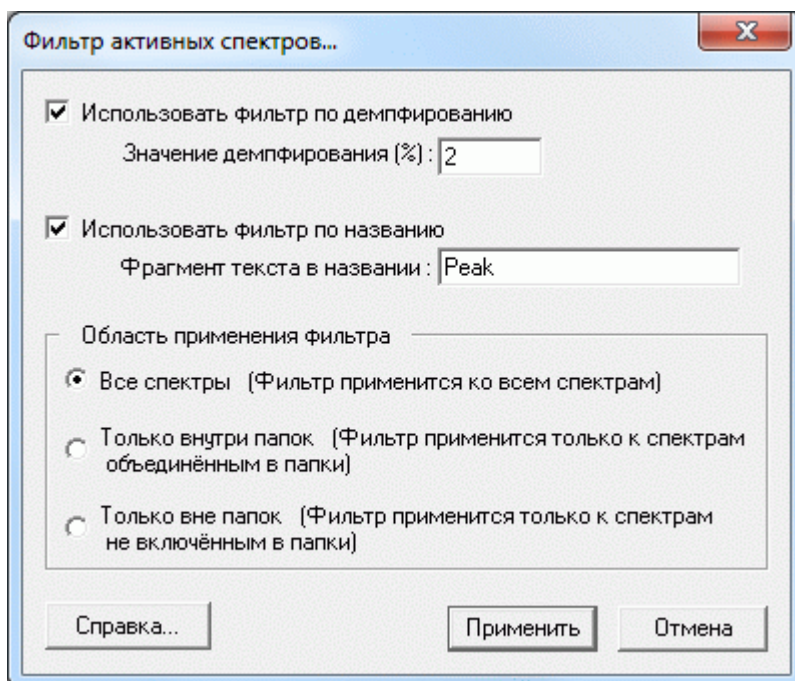 Фильтр активных спектров...
Использовать фильтр по демпфированию
Значение демпфирования (%) : 2
Использовать фильтр по названию
Фрагмент текста в названии : Peak
Область применения фильтра
Все спектры (Фильтр применится ко всем спектрам)
Только внутри папок (Фильтр применится только к спектрам
объединённым в папки)
Только вне папок (Фильтр применится только к спектрам
не включённым в папки)
Справка... Применить Отмена